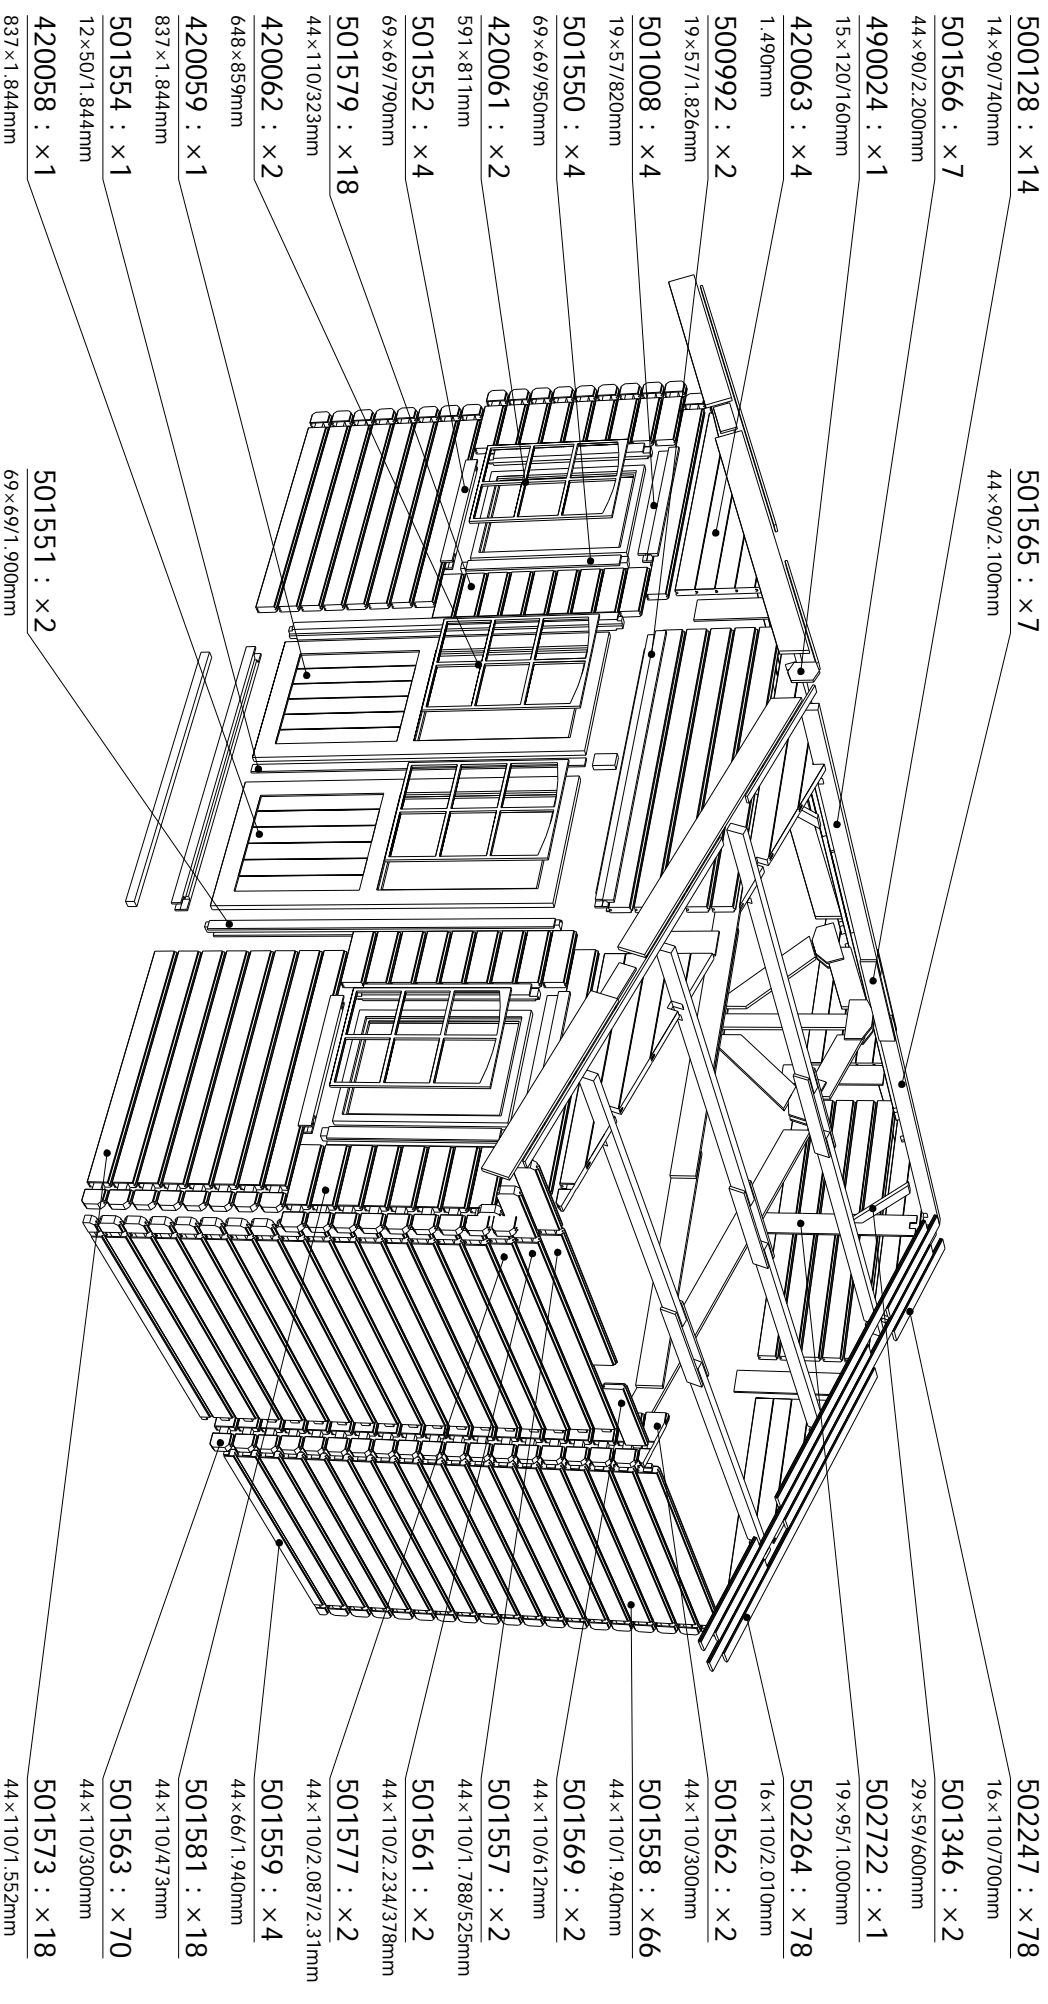 500128 : ×14
14×90/740mm
501566 : ×7
44×90/2.200mm
490024 : ×1
15×120/160mm
420063 : ×4
1.490mm
500992 : ×2
19×57/1.826mm
501008 : ×4
19×57/820mm
501550 : ×4
69×69/950mm
420061 : ×2
591×811mm
501552 : ×4
69×69/790mm
501579 : ×18
44×110/323mm
420062 : ×2
648×859mm
420059 : ×1
837×1.844mm
501554 : ×1
12×50/1.844mm
420058 : ×1
837×1.844mm
501565 : ×7
44×90/2.100mm
501551 : ×2
69×69/1.900mm
502247 : ×78
16×110/700mm
501346 : ×2
29×59/600mm
502722 : ×1
19×95/1.000mm
502264 : ×78
16×110/2.010mm
501562 : ×2
44×110/300mm
501558 : ×66
44×110/1.940mm
501569 : ×2
44×110/612mm
501557 : ×2
44×110/1.788/525mm
501561 : ×2
44×110/2.234/378mm
501577 : ×2
44×110/2.087/2.31mm
501559 : ×4
44×66/1.940mm
501581 : ×18
44×110/473mm
501563 : ×70
44×110/300mm
501573 : ×18
44×110/1.552mm